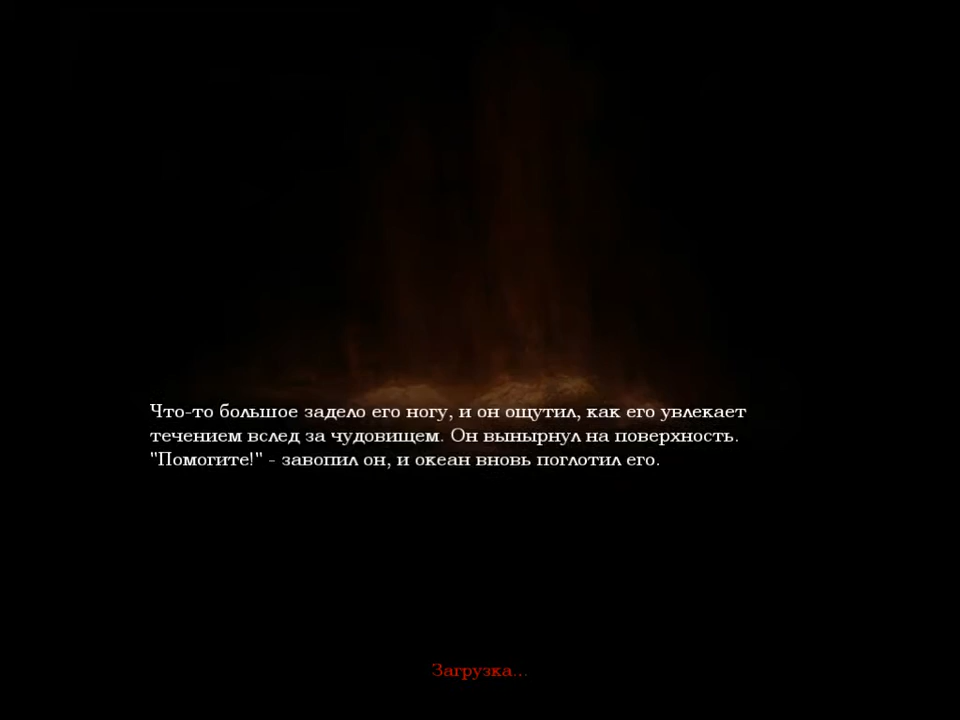 Что-то большое задело его ногу, и он ощутил, как его увлекает
течением вслед за чудовищем. Он вынырнул на поверхность.
"Помогите!" - завопил он, и океан вновь поглотил его.
Загрузка...